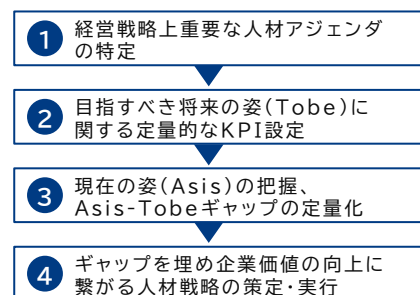 1 経営戦略上重要な人材アジェンダ
の特定
2 目指すべき将来の姿(Tobe)に
関する定量的なKPI設定
3 現在の姿(Asis)の把握、
Asis-Tobeギャップの定量化
4 ギャップを埋め企業価値の向上に
繋がる人材戦略の策定・実行